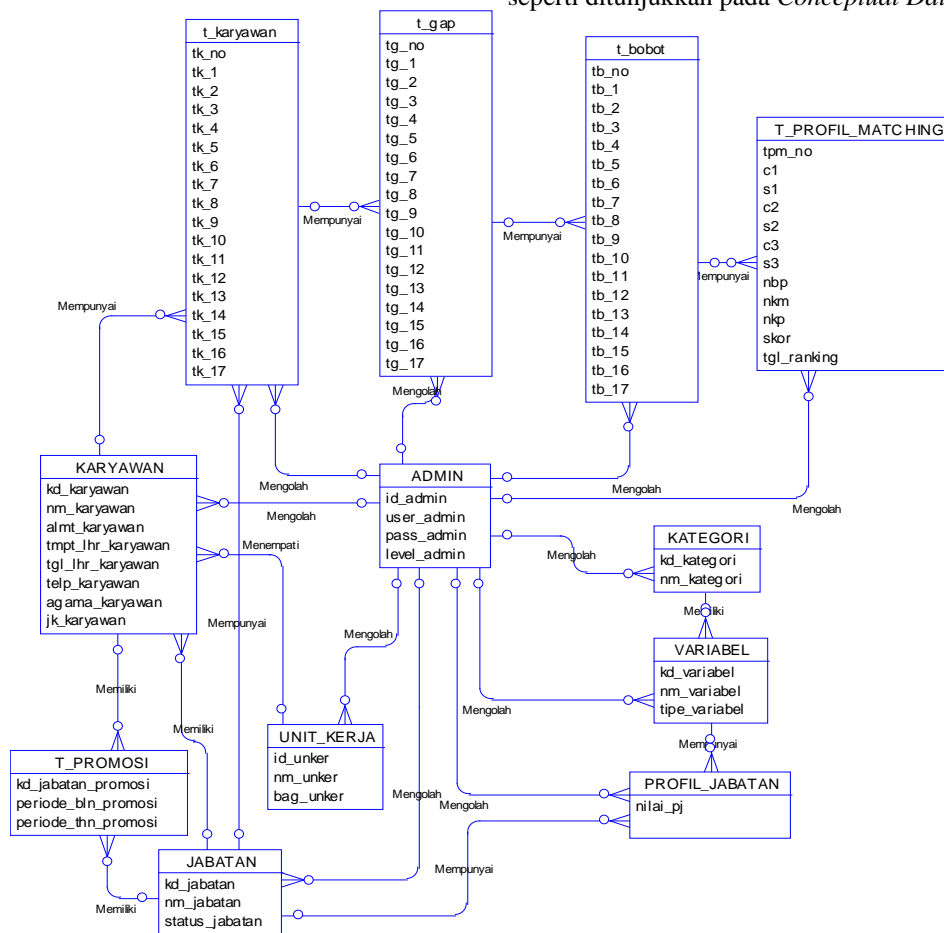 seperti ditunjukkan pada Conceptual Da
t_karyawan
tk_no
tk_1
tk_2
tk_3
tk_4
tk_5
tk_6
tk_7
tk_8
tk_9
tk_10
tk_11
tk_12
tk_13
tk_14
tk_15
tk_16
tk_17
t_gap
tg_no
tg_1
tg_2
tg_3
tg_4
tg_5
tg_6
tg_7
tg_8
tg_9
tg_10
tg_11
tg_12
tg_13
tg_14
tg_15
tg_16
tg_17
t_bobot
tb_no
tb_1
tb_2
tb_3
tb_4
tb_5
tb_6
tb_7
tb_8
tb_9
tb_10
tb_11
tb_12
tb_13
tb_14
tb_15
tb_16
tb_17
T_PROFIL_MATCHING
tpm_no
c1
s1
c2
s2
c3
s3
nbp
nkm
nkp
skor
tgl_ranking
Mempunyai
Mempunyai
Mempunyai
Mempunyai
Mengolah
KARYAWAN
kd_karyawan
nm_karyawan
almt_karyawan
tmpt_lhr_karyawan
tgl_lhr_karyawan
telp_karyawan
agama_karyawan
jk_karyawan
Mengolah
Mengolah
Menempati
ADMIN
id_admin
user_admin
pass_admin
level_admin
Mengolah
Mengolah
Mengolah
KATEGORI
kd_kategori
nm_kategori
Memiliki
VARIABEL
kd_variabel
nm_variabel
tipe_variabel
Mempunyai
Mengolah
Mengolah
Memiliki
Memiliki
Mempunyai
UNIT_KERJA
id_unker
nm_unker
bag_unker
T_PROMOSI
kd_jabatan_promosi
periode_bln_promosi
periode_thn_promosi
PROFIL_JABATAN
nilai_pj
Mengolah
Mengolah
Mempunyai
JABATAN
kd_jabatan
nm_jabatan
status_jabatan
Memiliki